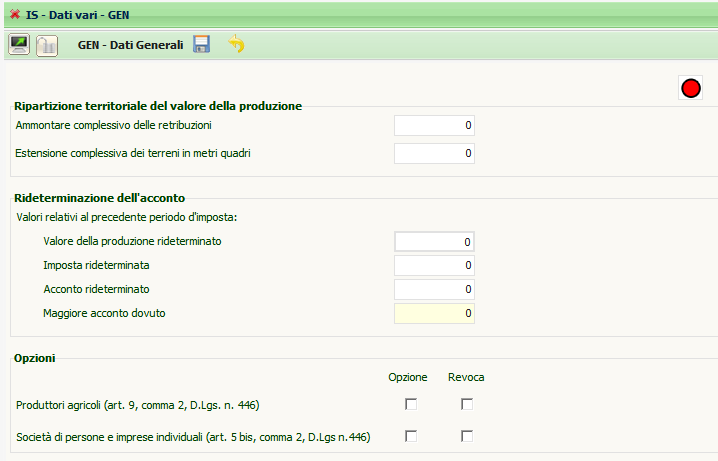 IS - Dati vari - GEN
GEN - Dati Generali
Ripartizione territoriale del valore della produzione
Ammontare complessivo delle retribuzioni 0
Estensione complessiva dei terreni in metri quadri 0
Rideterminazione dell'acconto
Valori relativi al precedente periodo d'imposta:
Valore della produzione rideterminato 0
Imposta rideterminata 0
Acconto rideterminato 0
Maggiore acconto dovuto 0
Opzioni
Opzione Revoca
Produttori agricoli (art. 9, comma 2, D.Lgs. n. 446)
Società di persone e imprese individuali (art. 5 bis, comma 2, D.Lgs n.446)